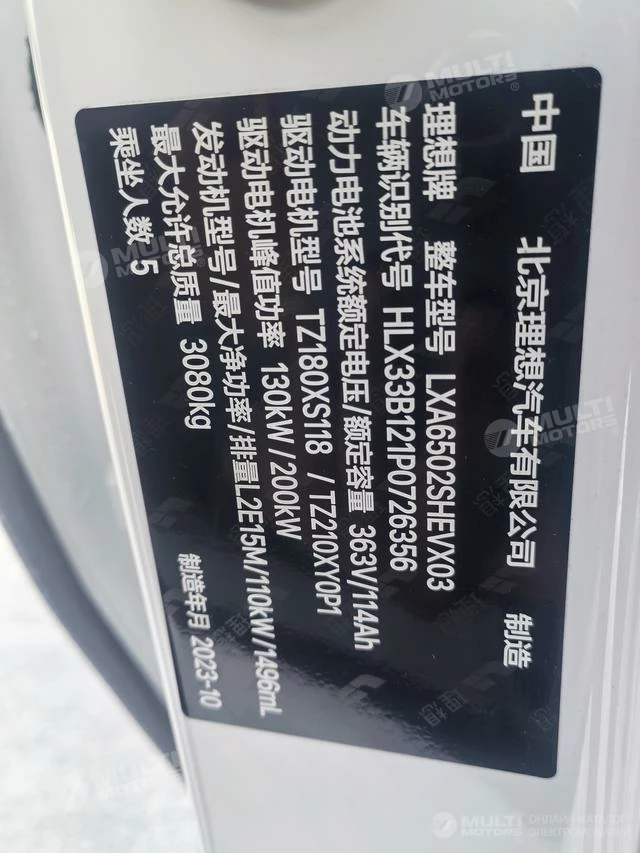 中国 北京理想汽车有限公司 制造
理想牌 整车型号 LXA6502SHEVX03
车辆识别代号 HLX33B121P0726356
动力电池系统额定电压/额定容量 363V/114Ah
驱动电机型号 TZ180XS118 /TZ210XY0P1
驱动电机峰值功率 130kW/200kW
发动机型号/最大净功率/排量L2E15M/110kW/1496mL
最大允许总质量 3080kg 制造年月 2023-10
乘坐人数 5
MULTI MOTORS
MULTI MOTORS ОНЛАЙН-КАТАЛОГ ЭЛЕКТРОМОБИЛЕЙ